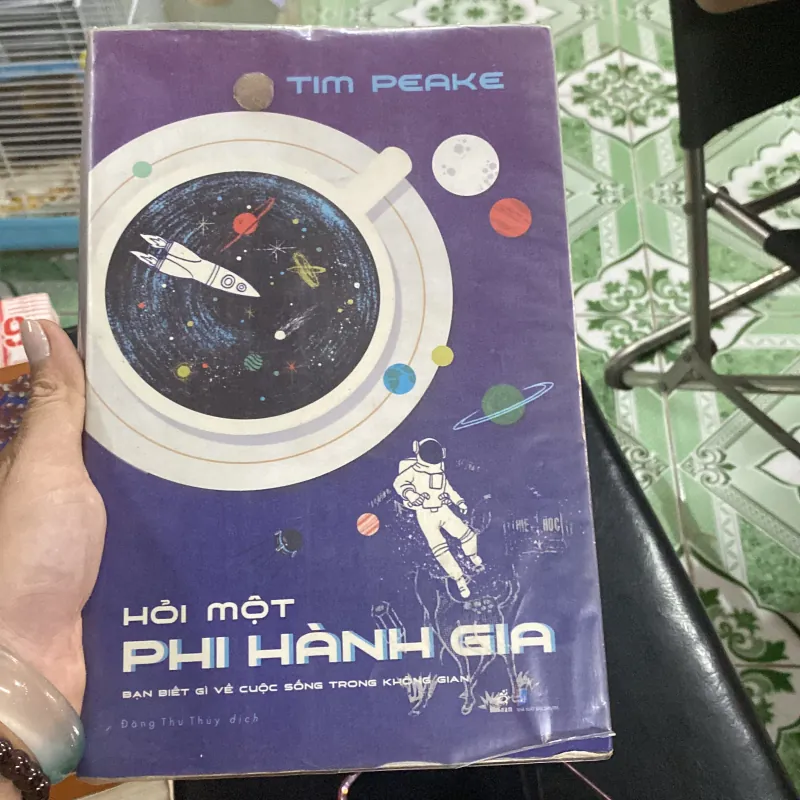 TIM PEAKE
HỎI MỘT
PHI HÀNH GIA
BẠN BIẾT GÌ VỀ CUỘC SỐNG TRONG KHÔNG GIAN
Đặng Thu Thủy dịch
9